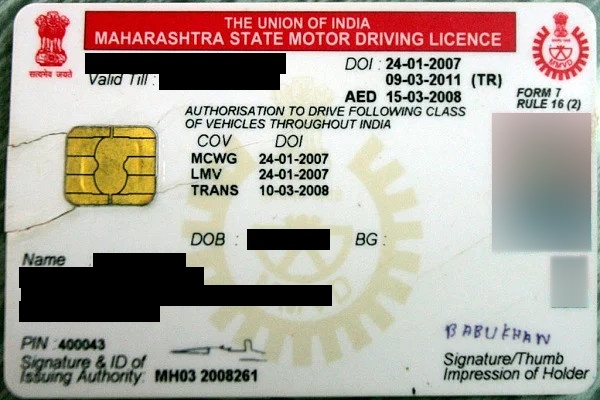 THE UNION OF INDIA
MAHARASHTRA STATE MOTOR DRIVING LICENCE
सत्यमेव जयते
MMVD
DOI : 24-01-2007
Valid Till : 09-03-2011 (TR)
AED 15-03-2008
FORM 7
RULE 16 (2)
AUTHORISATION TO DRIVE FOLLOWING CLASS
OF VEHICLES THROUGHOUT INDIA
COV DOI
MCWG 24-01-2007
LMV 24-01-2007
TRANS 10-03-2008
DOB : BG :
Name
PIN : 400043
Signature & ID of
Issuing Authority: MH03 2008261
BABUKHAN
Signature/Thumb
Impression of Holder